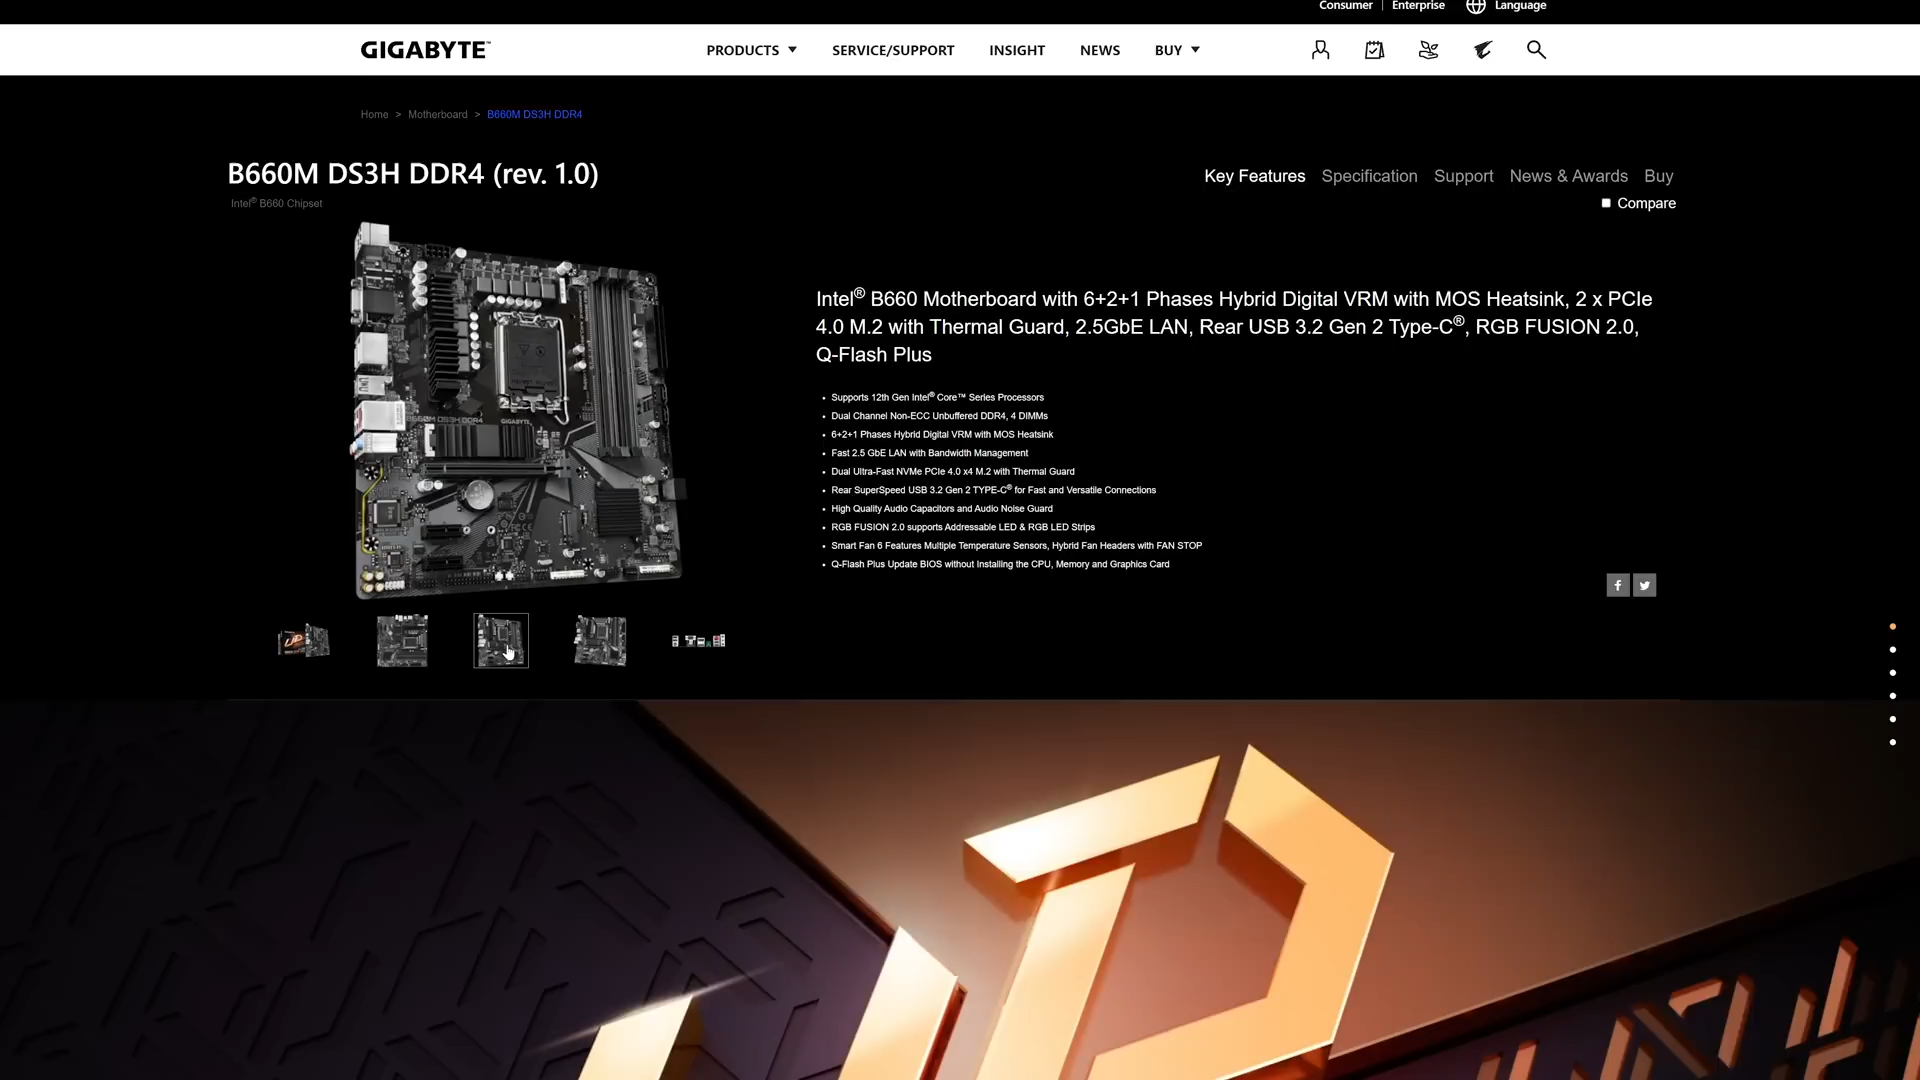 Consumer | Enterprise Language
GIGABYTE™ PRODUCTS SERVICE/SUPPORT INSIGHT NEWS BUY
Home > Motherboard > B660M DS3H DDR4
B660M DS3H DDR4 (rev. 1.0)
Key Features Specification Support News & Awards Buy
Intel® B660 Chipset
Compare
Intel® B660 Motherboard with 6+2+1 Phases Hybrid Digital VRM with MOS Heatsink, 2 x PCIe
4.0 M.2 with Thermal Guard, 2.5GbE LAN, Rear USB 3.2 Gen 2 Type-C®, RGB FUSION 2.0,
Q-Flash Plus
• Supports 12th Gen Intel® Core™ Series Processors
• Dual Channel Non-ECC Unbuffered DDR4, 4 DIMMs
• 6+2+1 Phases Hybrid Digital VRM with MOS Heatsink
• Fast 2.5 GbE LAN with Bandwidth Management
• Dual Ultra-Fast NVMe PCIe 4.0 x4 M.2 with Thermal Guard
• Rear SuperSpeed USB 3.2 Gen 2 TYPE-C® for Fast and Versatile Connections
• High Quality Audio Capacitors and Audio Noise Guard
• RGB FUSION 2.0 supports Addressable LED & RGB LED Strips
• Smart Fan 6 Features Multiple Temperature Sensors, Hybrid Fan Headers with FAN STOP
• Q-Flash Plus Update BIOS without Installing the CPU, Memory and Graphics Card
B660M DS3H DDR4
GIGABYTE